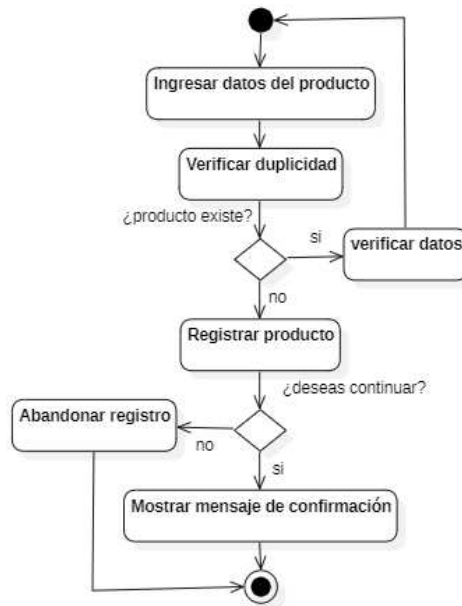 Ingresar datos del producto
Verificar duplicidad
¿producto existe?
si
verificar datos
no
Registrar producto
¿deseas continuar?
Abandonar registro
no
si
Mostrar mensaje de confirmación